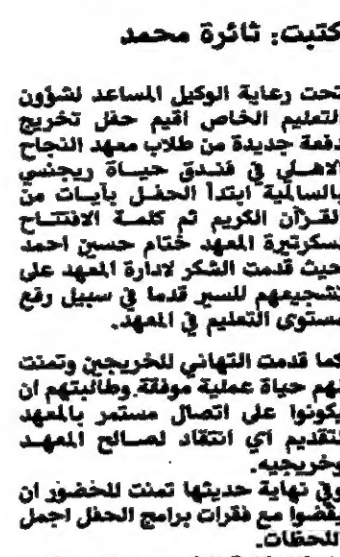 كتبت: ثائرة محمد
تحت رعاية الوكيل المساعد لشؤون
التعليم الخاص اقيم حفل تخريج
دفعة جديدة من طلاب معهد النجاح
الاهلي في فندق حياة ريجنسي
بالسالمية ابتدأ الحفل بآيات من
القرآن الكريم ثم كلمة الافتتاح
لسكرتيرة المعهد ختام حسين احمد
حيث قدمت الشكر لادارة المعهد على
تشجيعهم للسير قدما في سبيل رفع
مستوى التعليم في المعهد.
كما قدمت التهاني للخريجين وتمنت
لهم حياة عملية موفقة وطالبتهم ان
يكونوا على اتصال مستمر بالمعهد
لتقديم اي انتقاد لصالح المعهد
وخريجيه.
وفي نهاية حديثها تمنت للحضور ان
يقضوا مع فقرات برامج الحفل اجمل
اللحظات.